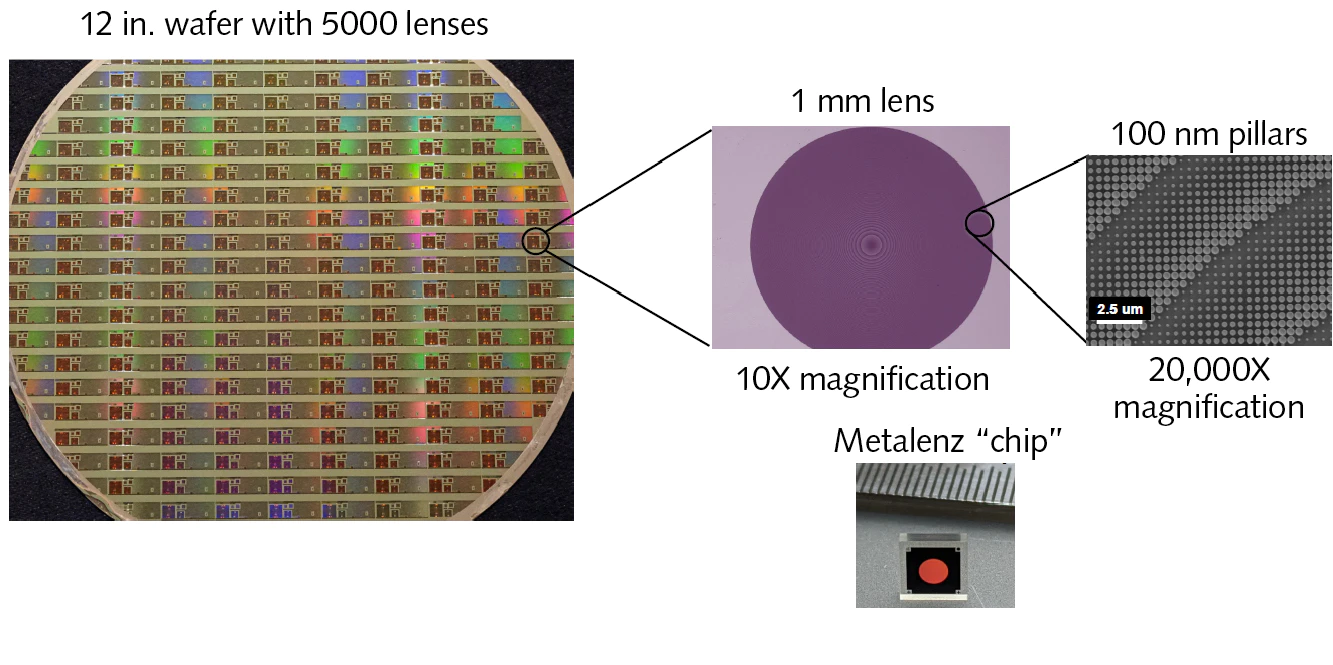 12 in. wafer with 5000 lenses
1 mm lens
100 nm pillars
2.5 um
10X magnification
20,000X
magnification
Metalenz “chip”